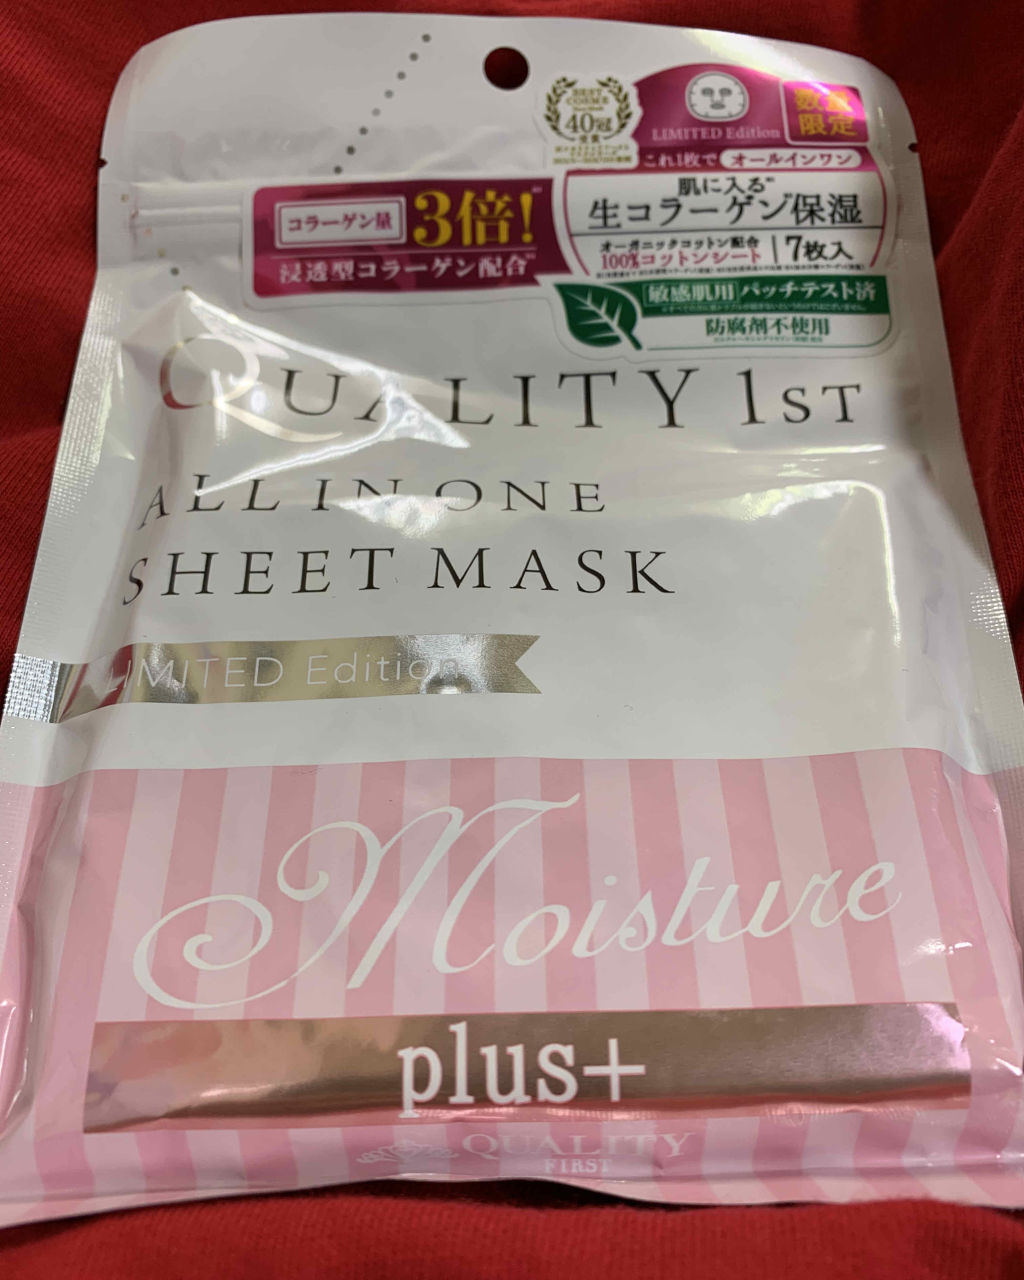 BEST
COSME
40冠
受賞
LIMITED Edition
数量
限定
これ1枚で オールインワン
肌に入る
生コラーゲン保湿
オーガニックコットン配合
100%コットンシート
7枚入
コラーゲン量
3倍!
浸透型コラーゲン配合
敏感肌用 パッチテスト済
防腐剤不使用
QUALITY 1ST
ALL IN ONE
SHEET MASK
LIMITED Edition
Moisture
plus+
QUALITY
FIRST